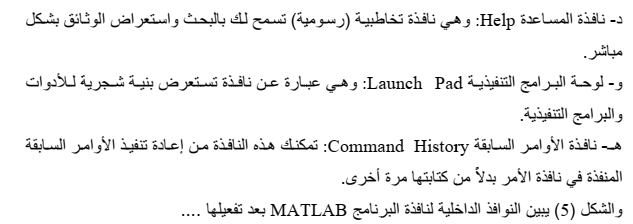 د- نافذة المساعدة Help: وهي نافذة تخاطبية (رسومية) تسمح لك بالبحث واستعراض الوثائق بشكل
مباشر.
و- لوحة البرامج التنفيذية Launch Pad: وهي عبارة عن نافذة تستعرض بنية شجرية للأدوات
والبرامج التنفيذية.
هـ- نافذة الأوامر السابقة Command History: تمكنك هذه النافذة من إعادة تنفيذ الأوامر السابقة
المنفذة في نافذة الأمر بدلاً من كتابتها مرة أخرى.
والشكل (5) يبين النوافذ الداخلية لنافذة البرنامج MATLAB بعد تفعيلها ....